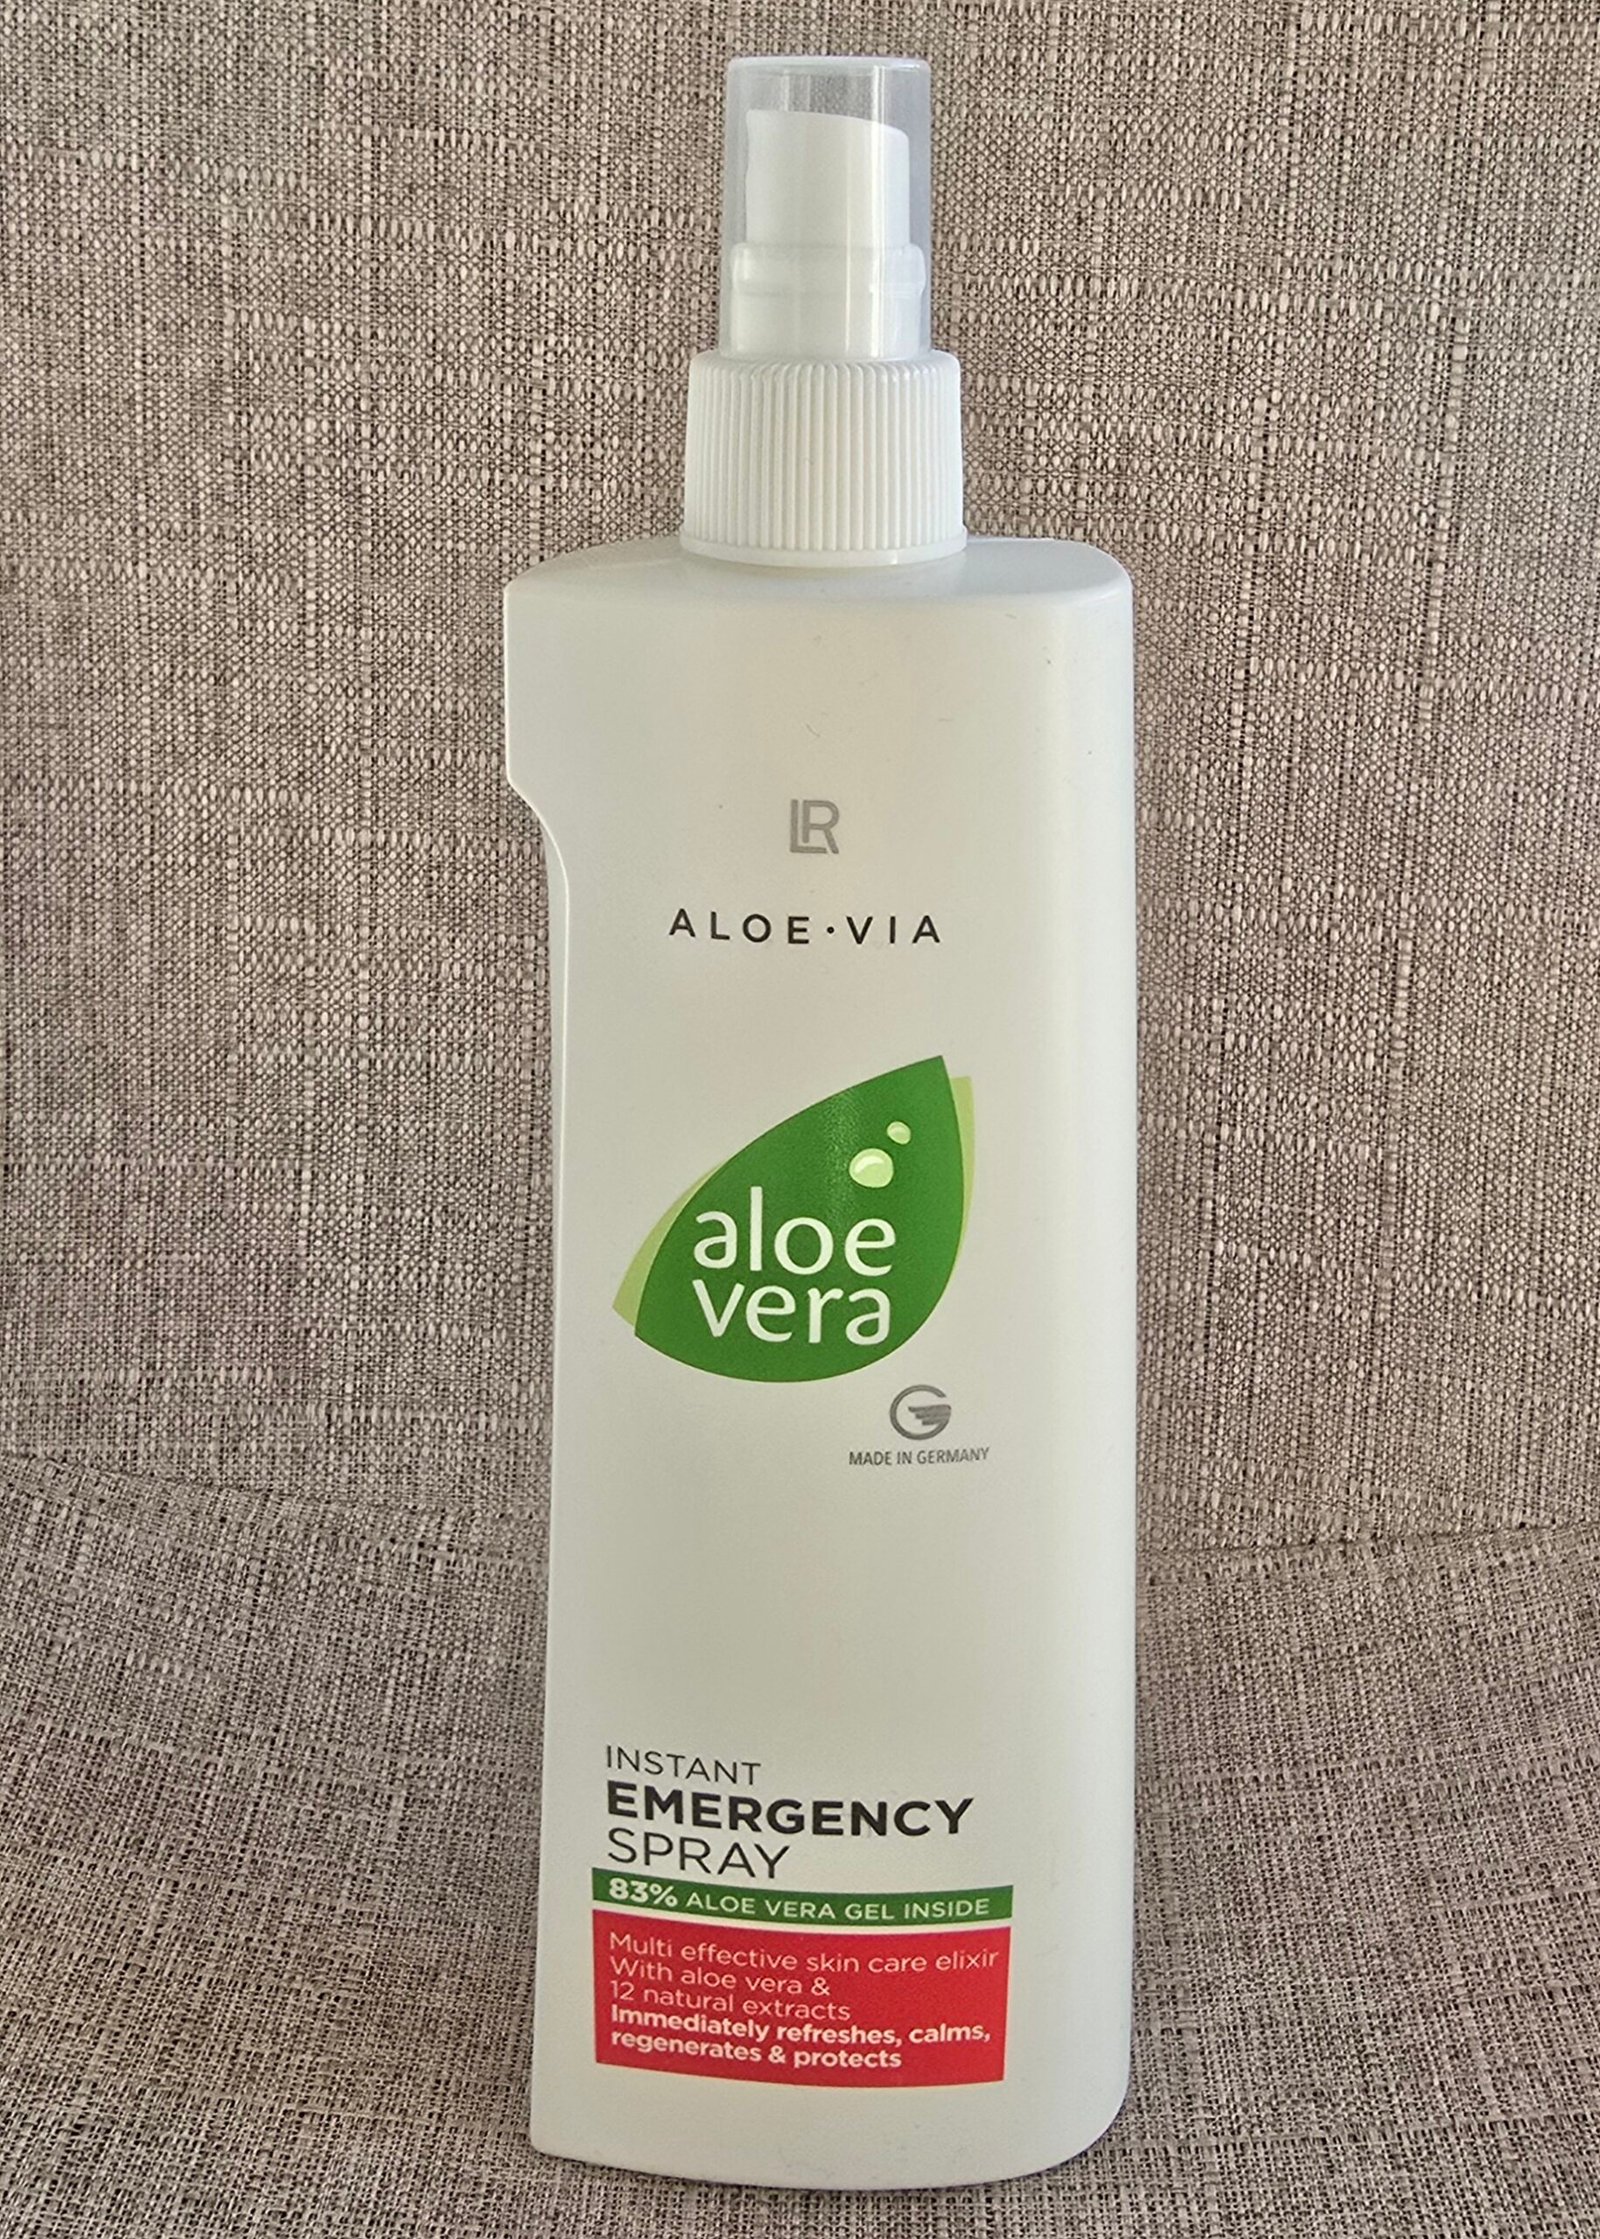 LR
ALOE·VIA
aloe
vera
MADE IN GERMANY
INSTANT
EMERGENCY
SPRAY
83% ALOE VERA GEL INSIDE
Multi effective skin care elixir
With aloe vera &
12 natural extracts
Immediately refreshes, calms,
regenerates & protects